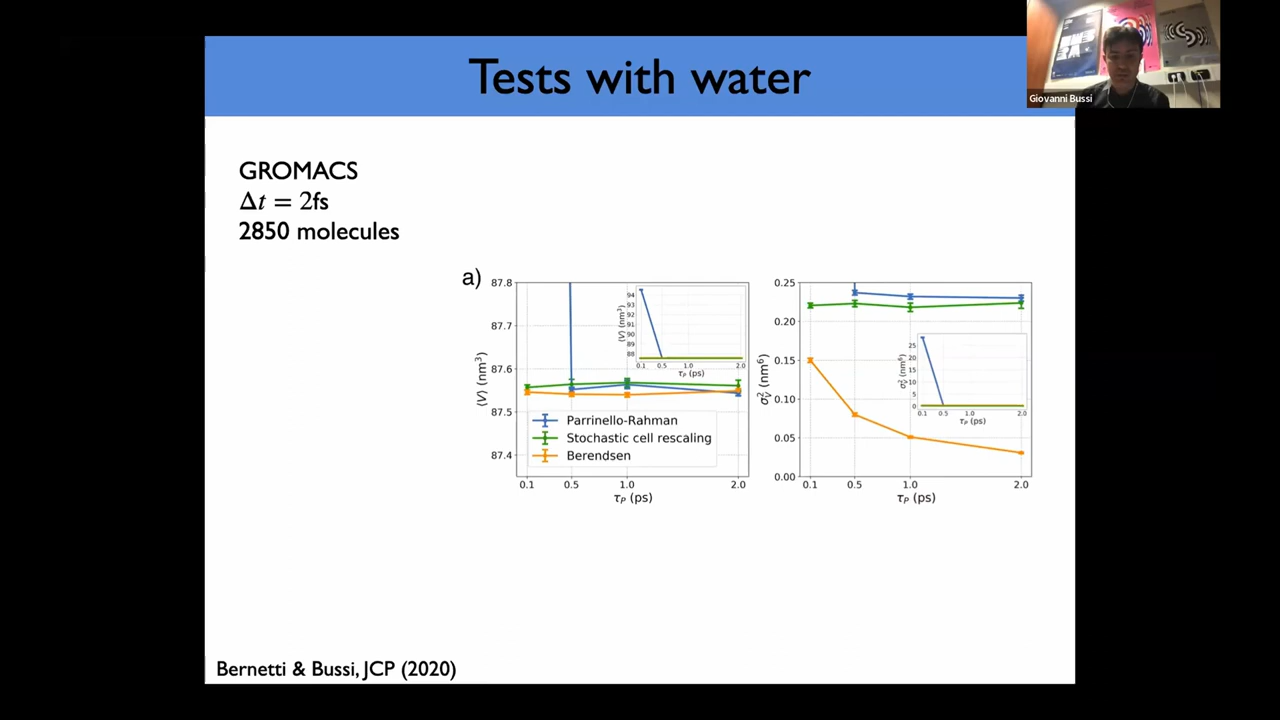 Tests with water
Giovanni Bussi
GROMACS
Δt = 2fs
2850 molecules
a)
87.8
87.7
87.6
87.5
87.4
⟨V⟩ (nm³)
0.1 0.5 1.0 2.0
τP (ps)
94
93
92
91
90
89
88
⟨V⟩ (nm³)
0.1 0.5 1.0 2.0
τP (ps)
Parrinello-Rahman
Stochastic cell rescaling
Berendsen
0.25
0.20
0.15
0.10
0.05
0.00
σ²V (nm⁶)
0.1 0.5 1.0 2.0
τP (ps)
25
20
15
10
5
0
σ²V (nm⁶)
0.1 0.5 1.0 2.0
τP (ps)
Bernetti & Bussi, JCP (2020)